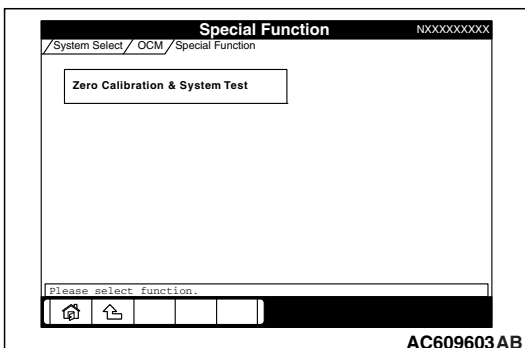 Special Function NXXXXXXXXX
System Select OCM Special Function
Zero Calibration & System Test
Please select function.
AC609603AB